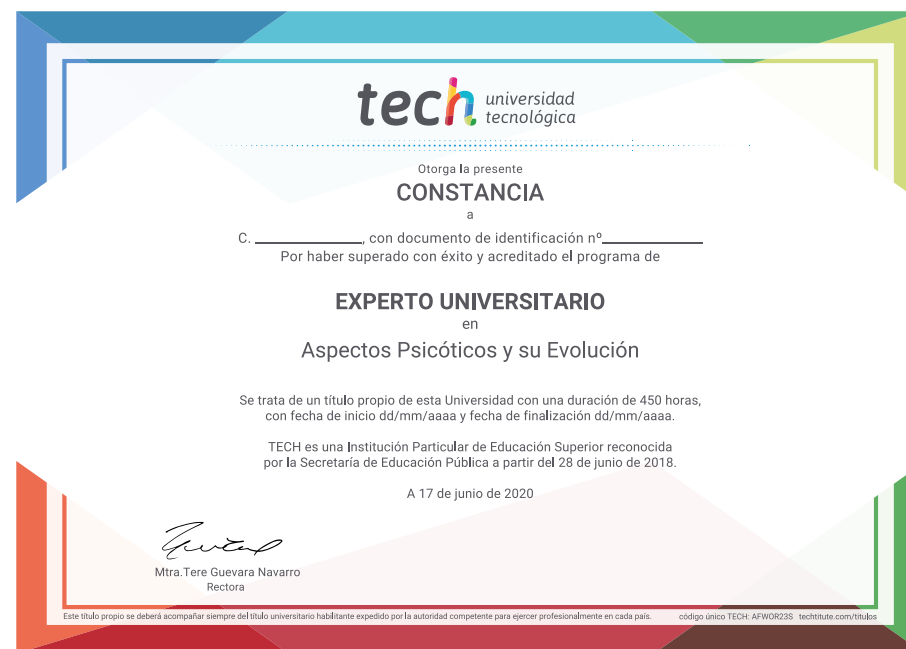 tech universidad
tecnológica
Otorga la presente
CONSTANCIA
a
C. ____________, con documento de identificación nº____________
Por haber superado con éxito y acreditado el programa de
EXPERTO UNIVERSITARIO
en
Aspectos Psicóticos y su Evolución
Se trata de un título propio de esta Universidad con una duración de 450 horas,
con fecha de inicio dd/mm/aaaa y fecha de finalización dd/mm/aaaa.
TECH es una Institución Particular de Educación Superior reconocida
por la Secretaría de Educación Pública a partir del 28 de junio de 2018.
A 17 de junio de 2020
Mtra.Tere Guevara Navarro
Rectora
Este título propio se deberá acompañar siempre del título universitario habilitante expedido por la autoridad competente para ejercer profesionalmente en cada país. código único TECH: AFWOR23S techtitute.com/titulos